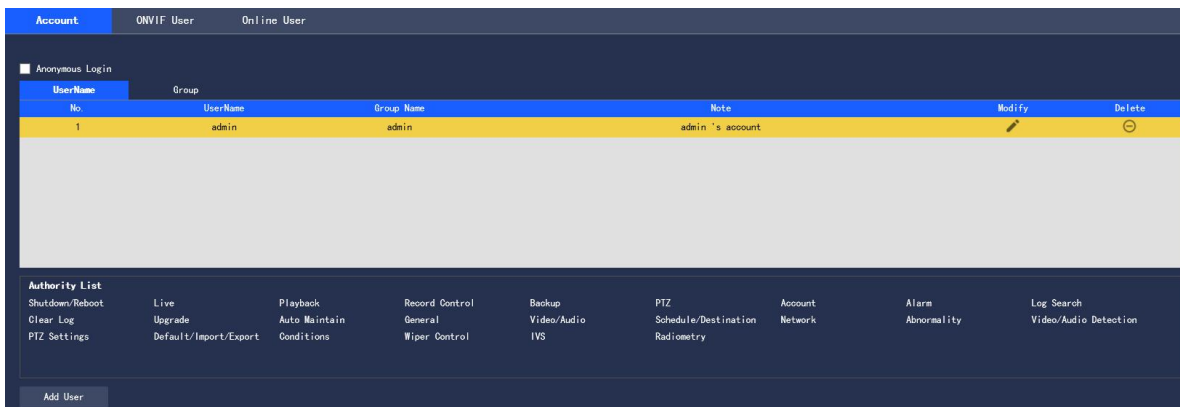 Account ONVIF User Online User
Anonymous Login
UserName Group
No. UserName Group Name Note Modify Delete
1 admin admin admin 's account
Authority List
Shutdown/Reboot Live Playback Record Control Backup PTZ Account Alarm Log Search
Clear Log Upgrade Auto Maintain General Video/Audio Schedule/Destination Network Abnormality Video/Audio Detection
PTZ Settings Default/Import/Export Conditions Wiper Control IVS Radiometry
Add User